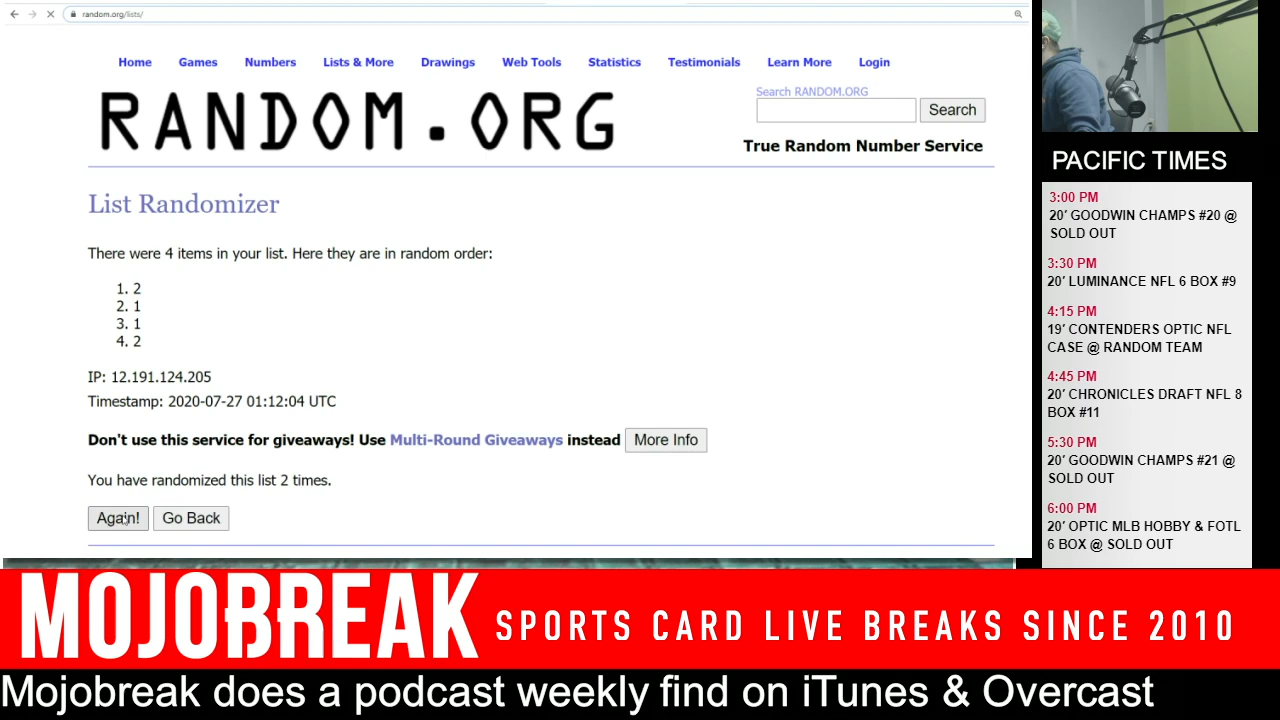 random.org/lists/
Home Games Numbers Lists & More Drawings Web Tools Statistics Testimonials Learn More Login
RANDOM.ORG
Search RANDOM.ORG
Search
True Random Number Service
List Randomizer
There were 4 items in your list. Here they are in random order:
1. 2
2. 1
3. 1
4. 2
IP: 12.191.124.205
Timestamp: 2020-07-27 01:12:04 UTC
Don't use this service for giveaways! Use Multi-Round Giveaways instead More Info
You have randomized this list 2 times.
Again! Go Back
PACIFIC TIMES
3:00 PM
20' GOODWIN CHAMPS #20 @
SOLD OUT
3:30 PM
20' LUMINANCE NFL 6 BOX #9
4:15 PM
19' CONTENDERS OPTIC NFL
CASE @ RANDOM TEAM
4:45 PM
20' CHRONICLES DRAFT NFL 8
BOX #11
5:30 PM
20' GOODWIN CHAMPS #21 @
SOLD OUT
6:00 PM
20' OPTIC MLB HOBBY & FOTL
6 BOX @ SOLD OUT
MOJOBREAK SPORTS CARD LIVE BREAKS SINCE 2010
Mojobreak does a podcast weekly find on iTunes & Overcast